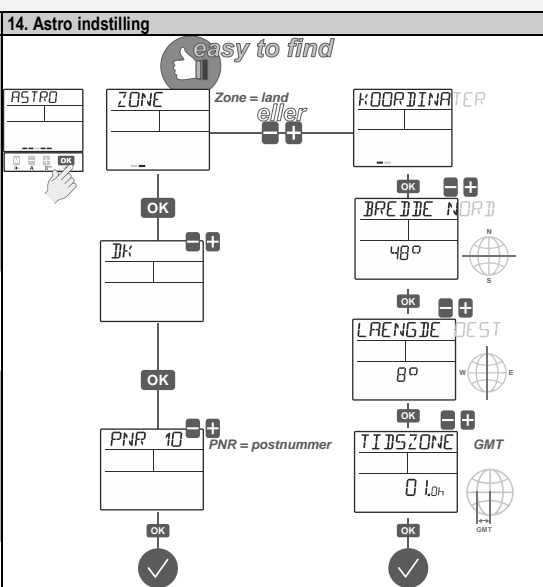 14. Astro indstilling
easy to find
ASTRO
OK
ZONE
Zone = land
eller
KOORDINATER
OK
DK
OK
PNR 10
PNR = postnummer
OK
OK
BREDDE NORD
48°
N
S
OK
LAENGDE OEST
8°
W
E
OK
TIDSZONE
GMT
01.0h
GMT
OK